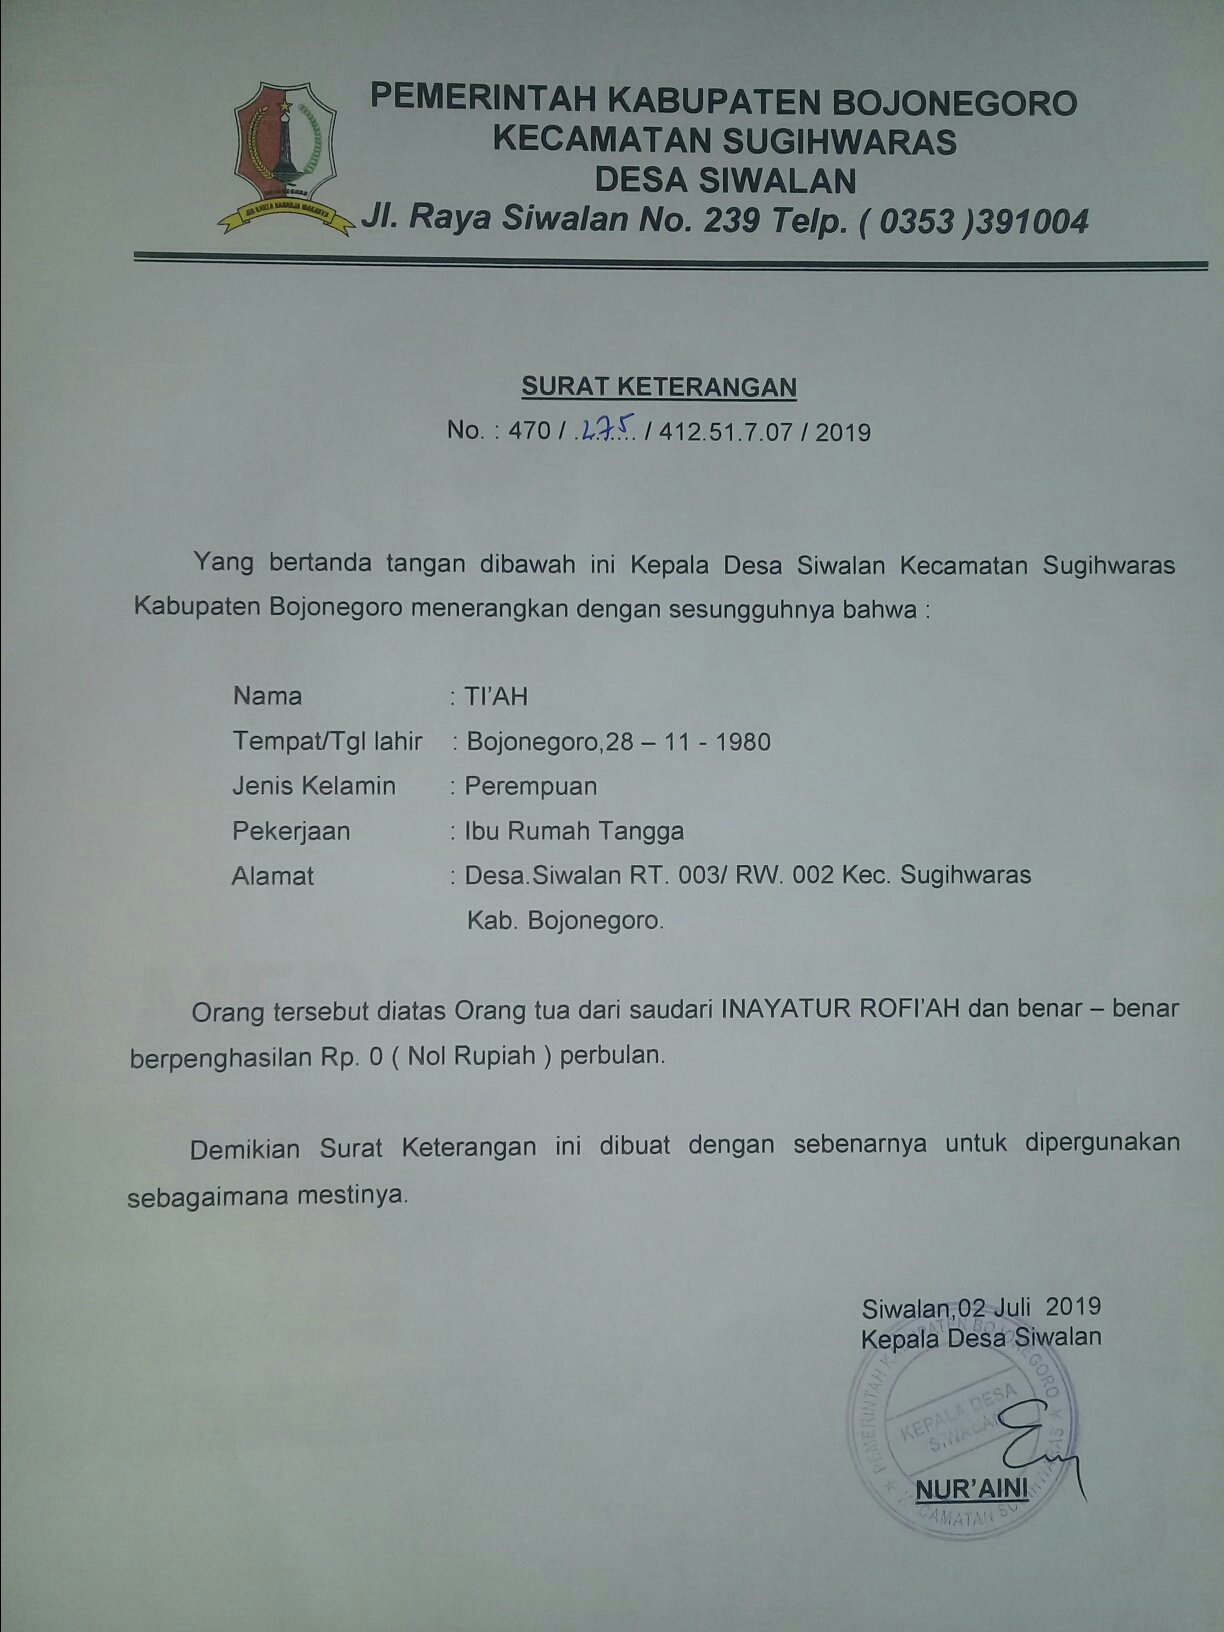 PEMERINTAH KABUPATEN BOJONEGORO
KECAMATAN SUGIHWARAS
DESA SIWALAN
Jl. Raya Siwalan No. 239 Telp. ( 0353 )391004
SURAT KETERANGAN
No. : 470 / .275.... / 412.51.7.07 / 2019
Yang bertanda tangan dibawah ini Kepala Desa Siwalan Kecamatan Sugihwaras
Kabupaten Bojonegoro menerangkan dengan sesungguhnya bahwa :
Nama : TI'AH
Tempat/Tgl lahir : Bojonegoro,28 – 11 - 1980
Jenis Kelamin : Perempuan
Pekerjaan : Ibu Rumah Tangga
Alamat : Desa.Siwalan RT. 003/ RW. 002 Kec. Sugihwaras
Kab. Bojonegoro.
Orang tersebut diatas Orang tua dari saudari INAYATUR ROFI'AH dan benar – benar
berpenghasilan Rp. 0 ( Nol Rupiah ) perbulan.
Demikian Surat Keterangan ini dibuat dengan sebenarnya untuk dipergunakan
sebagaimana mestinya.
Siwalan,02 Juli 2019
Kepala Desa Siwalan
PEMERINTAH KABUPATEN BOJONEGORO
KEPALA DESA
SIWALAN
KECAMATAN SUGIHWARAS
NUR'AINI